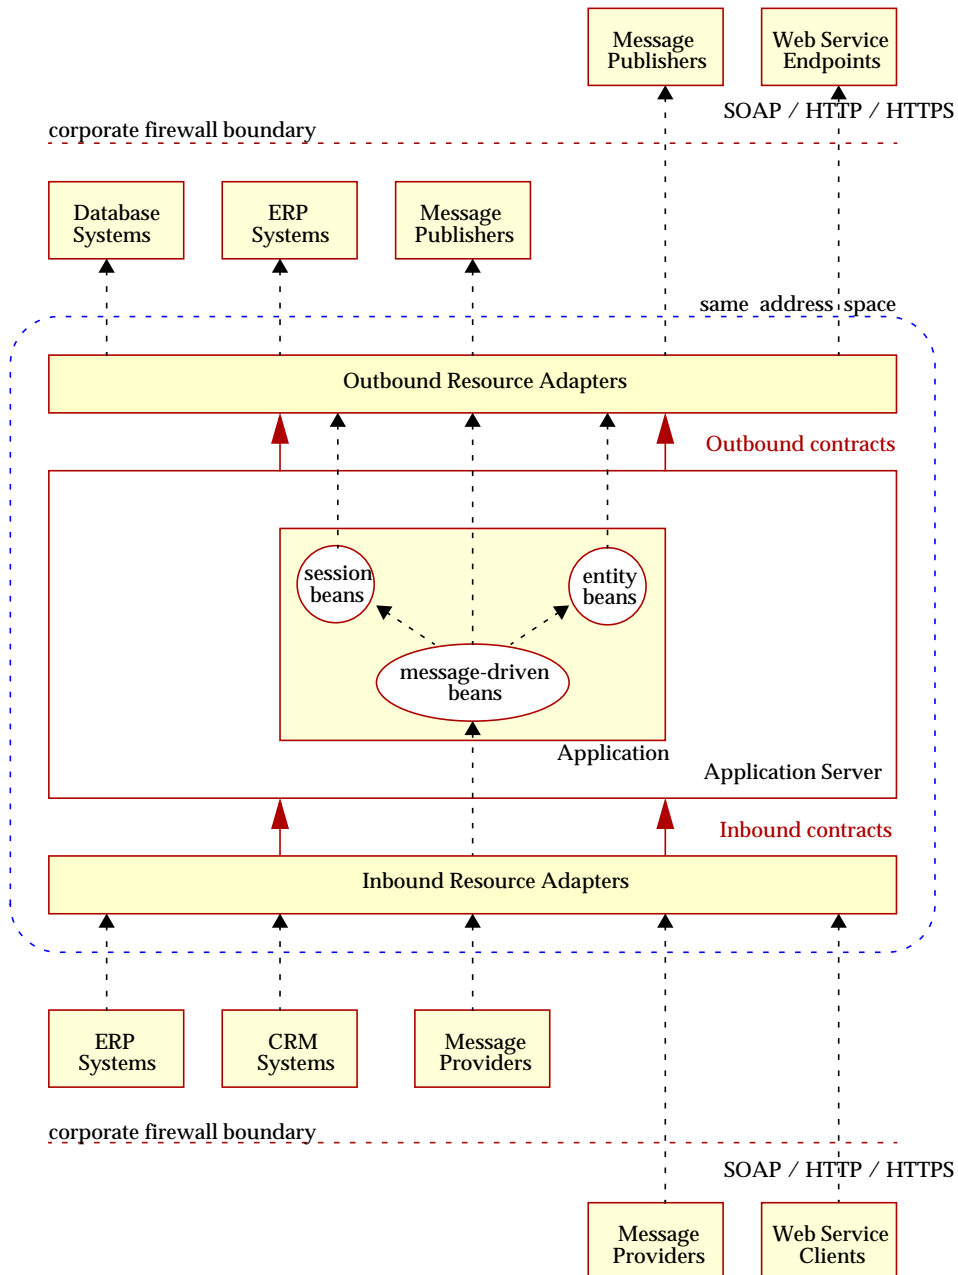 Message
Publishers
Web Service
Endpoints
SOAP / HTTP / HTTPS
corporate firewall boundary
Database
Systems
ERP
Systems
Message
Publishers
same address space
Outbound Resource Adapters
Outbound contracts
session
beans
entity
beans
message-driven
beans
Application
Application Server
Inbound contracts
Inbound Resource Adapters
ERP
Systems
CRM
Systems
Message
Providers
corporate firewall boundary
SOAP / HTTP / HTTPS
Message
Providers
Web Service
Clients